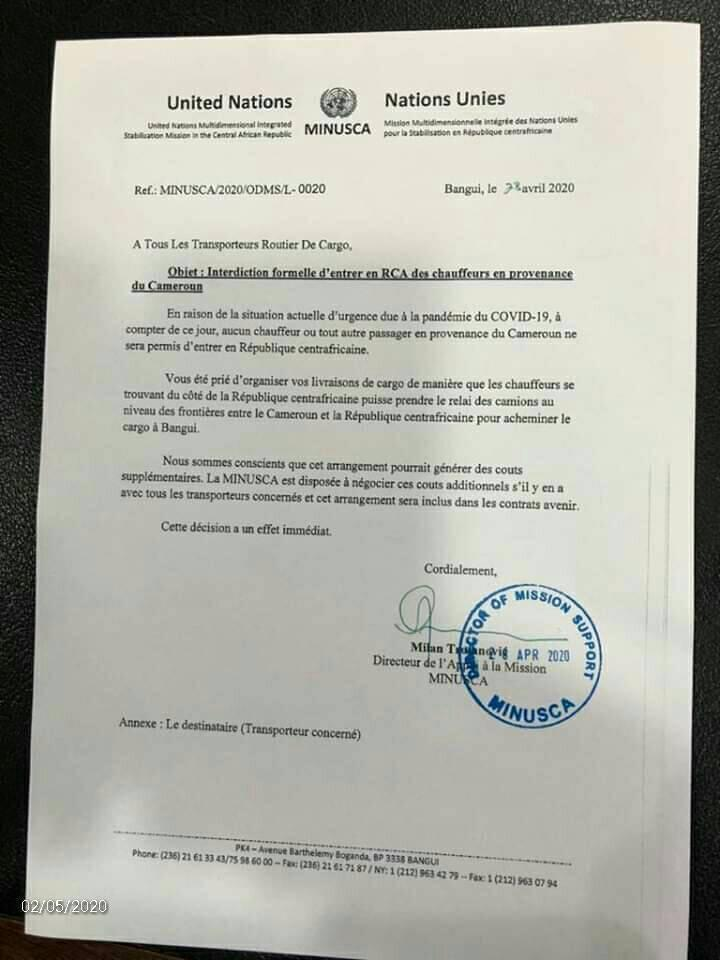 United Nations
Nations Unies
United Nations Multidimensional Integrated
Stabilisation Mission in the Central African Republic
MINUSCA
Mission Multidimensionnelle Intégrée des Nations Unies
pour la Stabilisation en République centrafricaine
Ref.: MINUSCA/2020/ODMS/L- 0020
Bangui, le 28 avril 2020
A Tous Les Transporteurs Routier De Cargo,
Objet : Interdiction formelle d'entrer en RCA des chauffeurs en provenance
du Cameroun
En raison de la situation actuelle d'urgence due à la pandémie du COVID-19, à
compter de ce jour, aucun chauffeur ou tout autre passager en provenance du Cameroun ne
sera permis d'entrer en République centrafricaine.
Vous été prié d'organiser vos livraisons de cargo de manière que les chauffeurs se
trouvant du côté de la République centrafricaine puisse prendre le relai des camions au
niveau des frontières entre le Cameroun et la République centrafricaine pour acheminer le
cargo à Bangui.
Nous sommes conscients que cet arrangement pourrait générer des couts
supplémentaires. La MINUSCA est disposée à négocier ces couts additionnels s'il y en a
avec tous les transporteurs concernés et cet arrangement sera inclus dans les contrats avenir.
Cette décision a un effet immédiat.
Cordialement,
Milan
Directeur de l'Appui à la Mission
MINUSCA
DIRECTOR OF MISSION SUPPORT
28 APR 2020
MINUSCA
Annexe : Le destinataire (Transporteur concerné)
PK4 – Avenue Barthelemy Boganda, BP 3338 BANGUI
Phone: (236) 21 61 33 43/75 98 60 00 – Fax: (236) 21 61 71 87 / NY: 1 (212) 963 42 79 – Fax: 1 (212) 963 07 94
02/05/2020